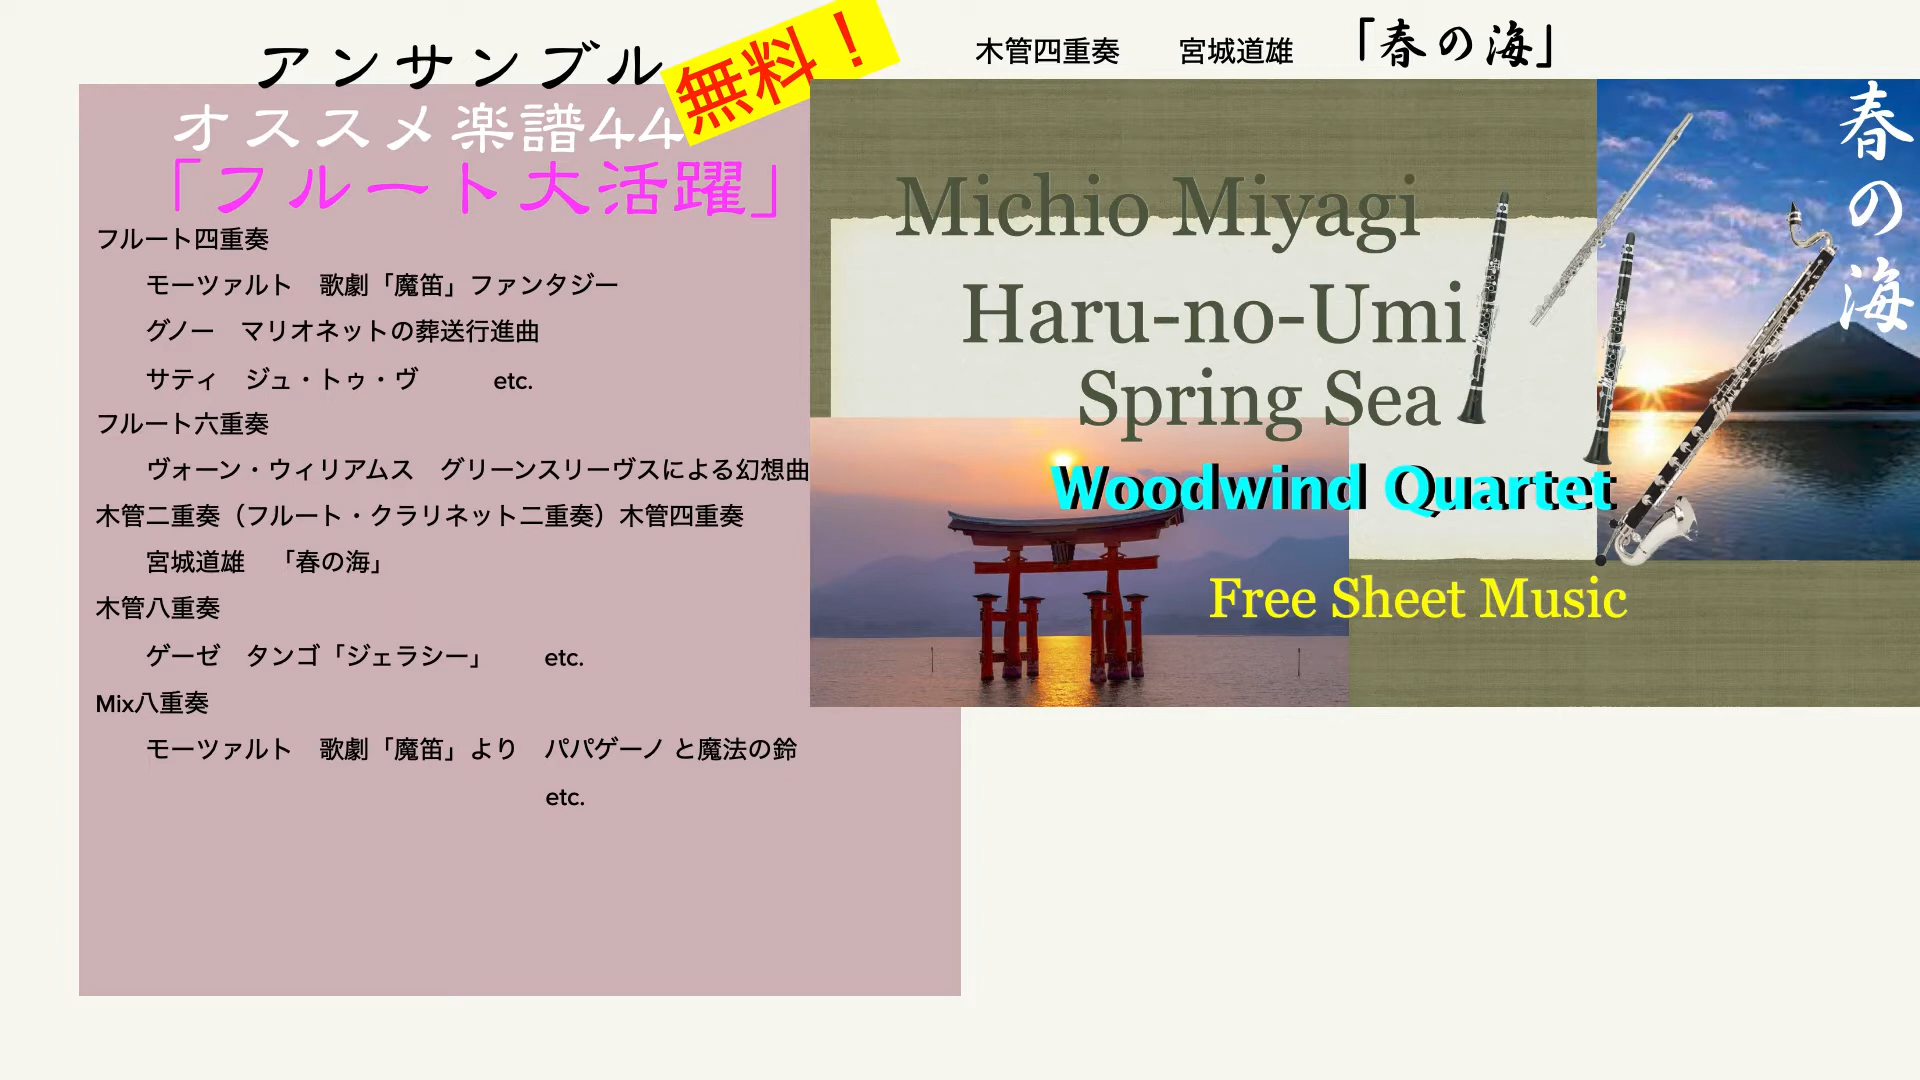 アンサンブル
無料！
オススメ楽譜44
「フルート大活躍」
フルート四重奏
モーツァルト　歌劇「魔笛」ファンタジー
グノー　マリオネットの葬送行進曲
サティ　ジュ・トゥ・ヴ　　　etc.
フルート六重奏
ヴォーン・ウィリアムス　グリーンスリーヴスによる幻想曲
木管二重奏（フルート・クラリネット二重奏）木管四重奏
宮城道雄　「春の海」
木管八重奏
ゲーゼ　タンゴ「ジェラシー」　　etc.
Mix八重奏
モーツァルト　歌劇「魔笛」より　パパゲーノ と魔法の鈴
etc.
木管四重奏　　宮城道雄　「春の海」
Michio Miyagi
Haru-no-Umi
Spring Sea
Woodwind Quartet
Free Sheet Music
春の海